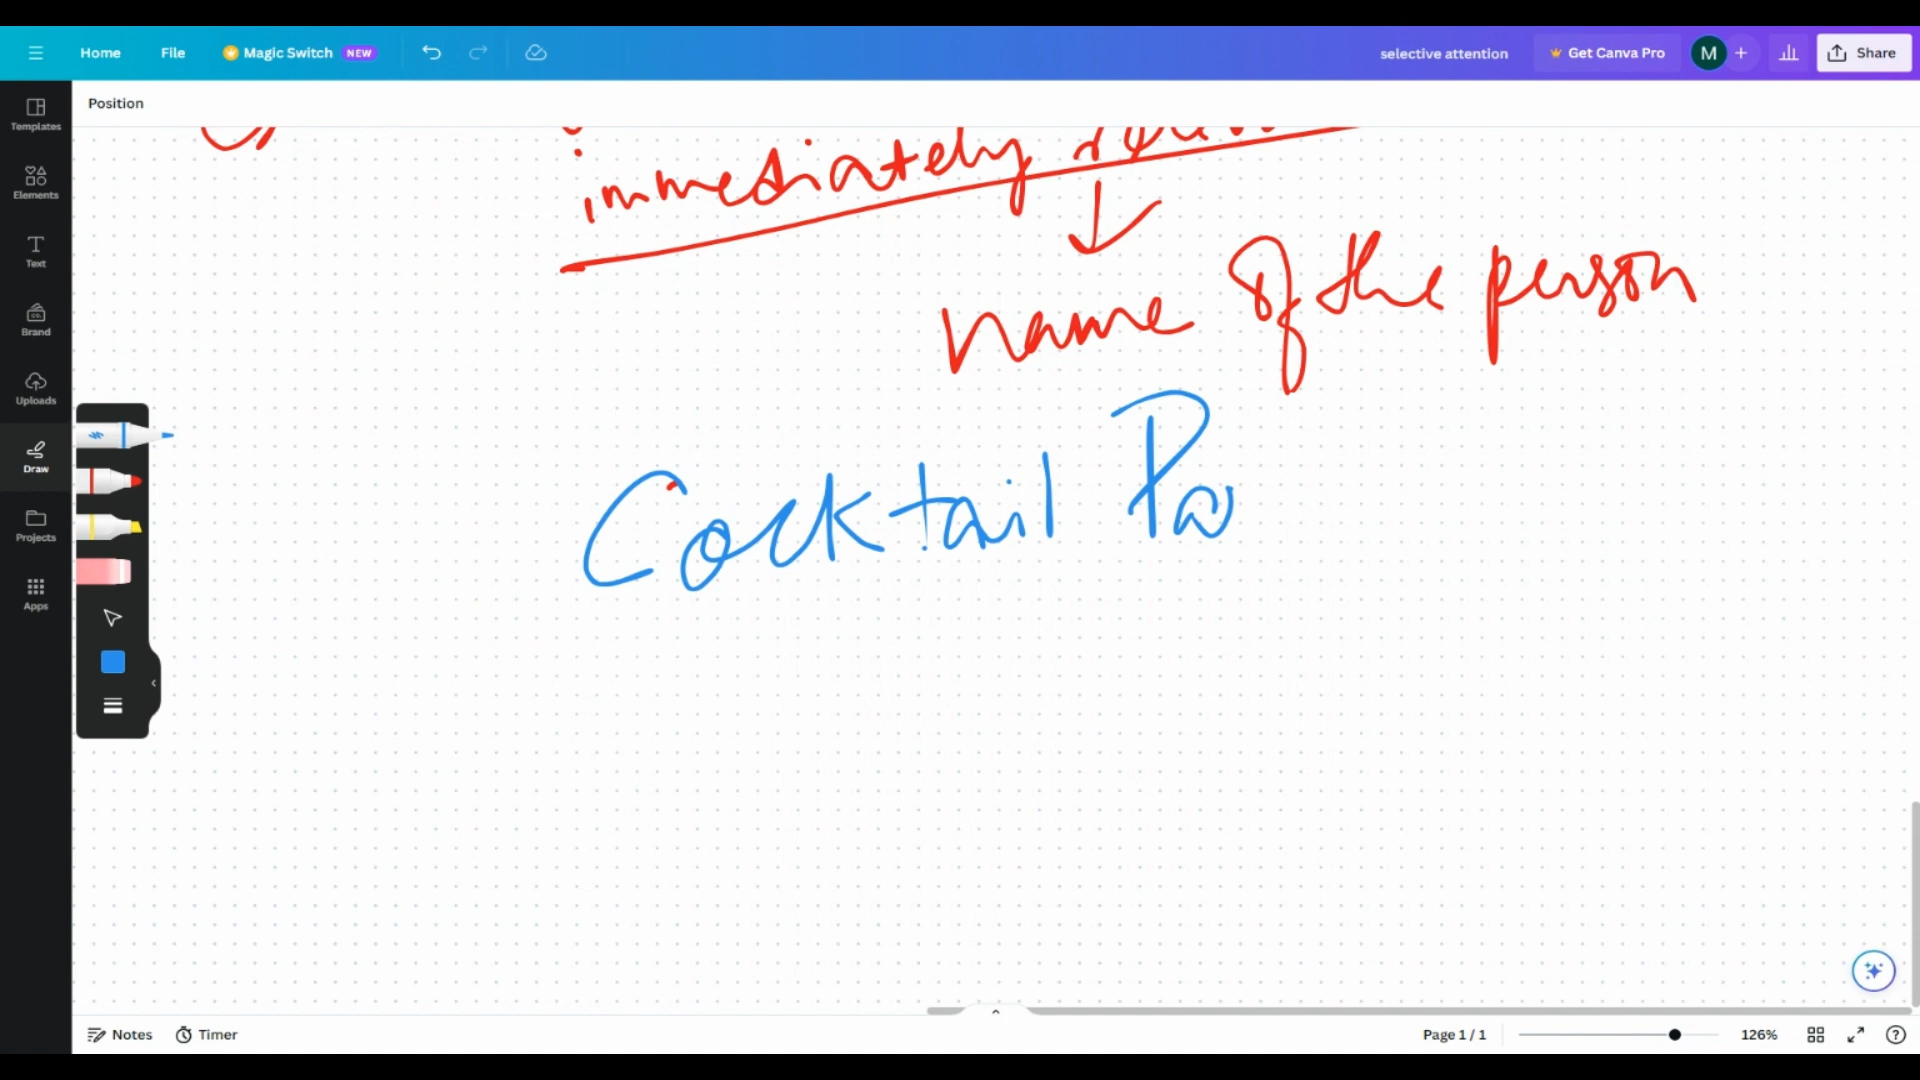 Home File Magic Switch NEW selective attention Get Canva Pro M + Share
Position
Templates
Elements
Text
Brand
Uploads
Draw
Projects
Apps
immediately
name of the person
Cocktail Pa
Notes Timer Page 1 / 1 126%